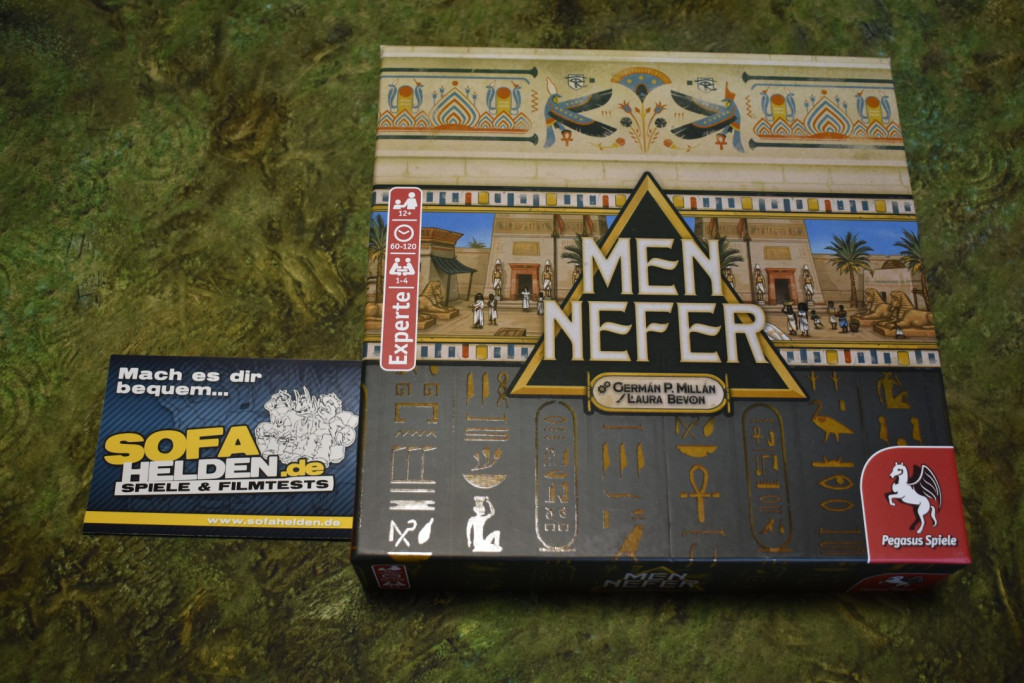 12+
60-120
1-4
Experte
MEN
NEFER
GERMÁN P. MILLÁN
/ LAURA BEVON
Pegasus Spiele
MEN
NEFER
Mach es dir
bequem...
SOFA
HELDEN.de
SPIELE & FILMTESTS
www.sofahelden.de